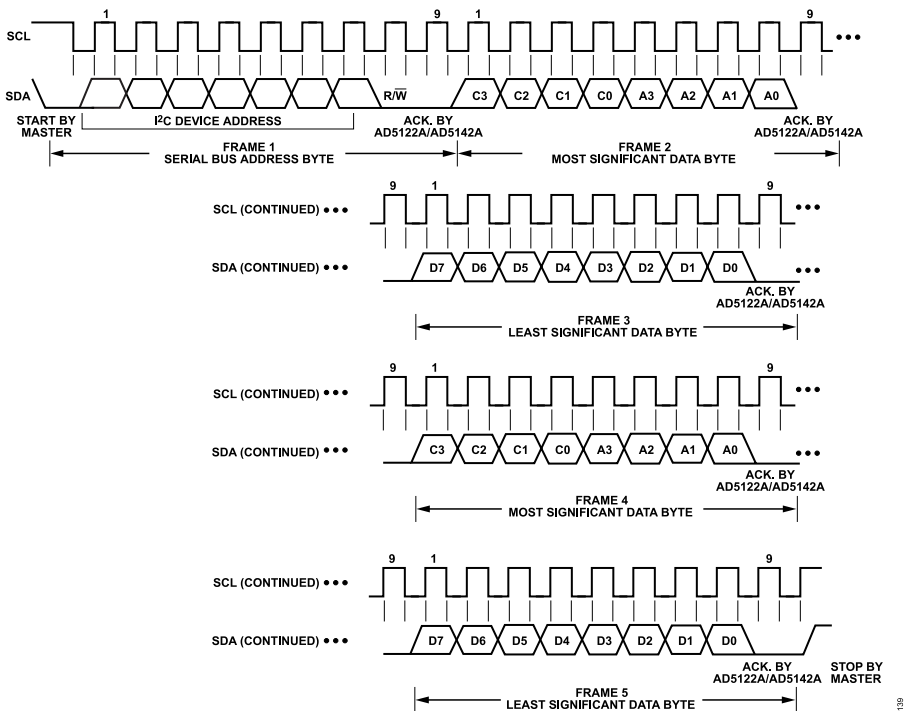 1 9 1 9
SCL
SDA R/W̅ C3 C2 C1 C0 A3 A2 A1 A0
START BY MASTER
I²C DEVICE ADDRESS
ACK. BY AD5122A/AD5142A
ACK. BY AD5122A/AD5142A
FRAME 1
SERIAL BUS ADDRESS BYTE
FRAME 2
MOST SIGNIFICANT DATA BYTE
9 1 9
SCL (CONTINUED)
SDA (CONTINUED) D7 D6 D5 D4 D3 D2 D1 D0
ACK. BY
AD5122A/AD5142A
FRAME 3
LEAST SIGNIFICANT DATA BYTE
9 1 9
SCL (CONTINUED)
SDA (CONTINUED) C3 C2 C1 C0 A3 A2 A1 A0
ACK. BY
AD5122A/AD5142A
FRAME 4
MOST SIGNIFICANT DATA BYTE
9 1 9
SCL (CONTINUED)
SDA (CONTINUED) D7 D6 D5 D4 D3 D2 D1 D0
ACK. BY
AD5122A/AD5142A
STOP BY
MASTER
FRAME 5
LEAST SIGNIFICANT DATA BYTE
139